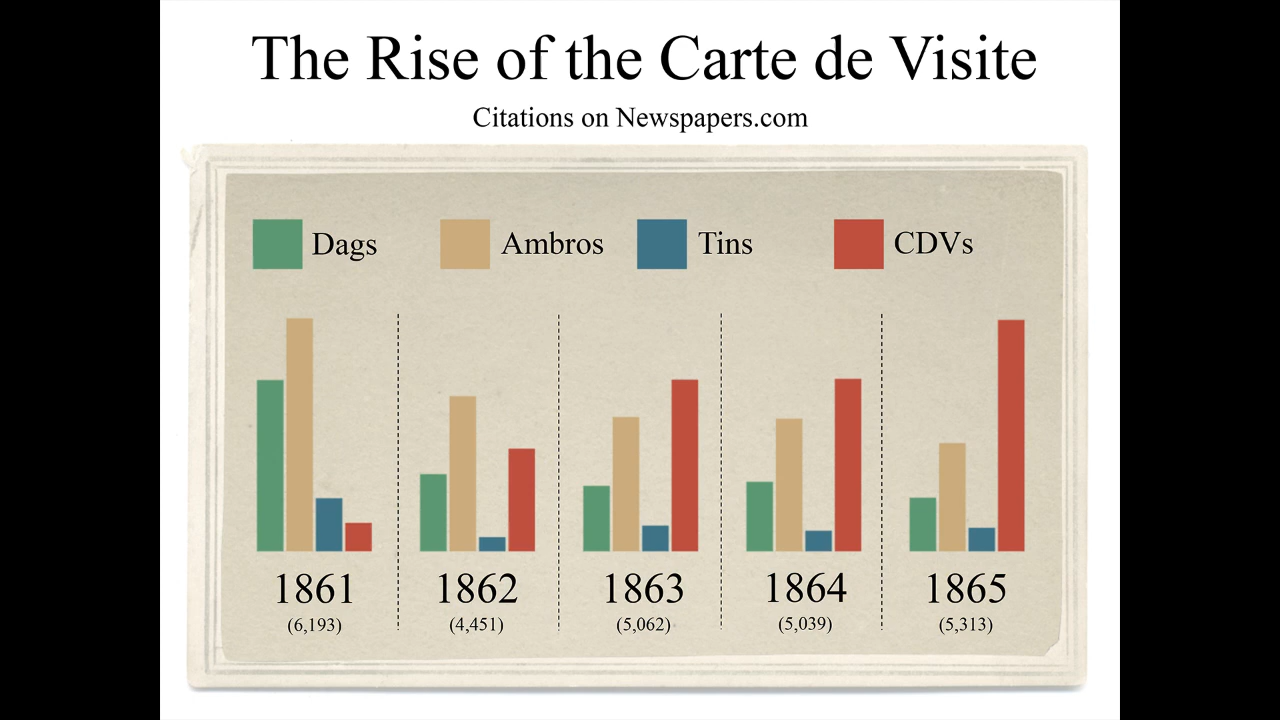 The Rise of the Carte de Visite
Citations on Newspapers.com
Dags Ambros Tins CDVs
1861 1862 1863 1864 1865
(6,193) (4,451) (5,062) (5,039) (5,313)